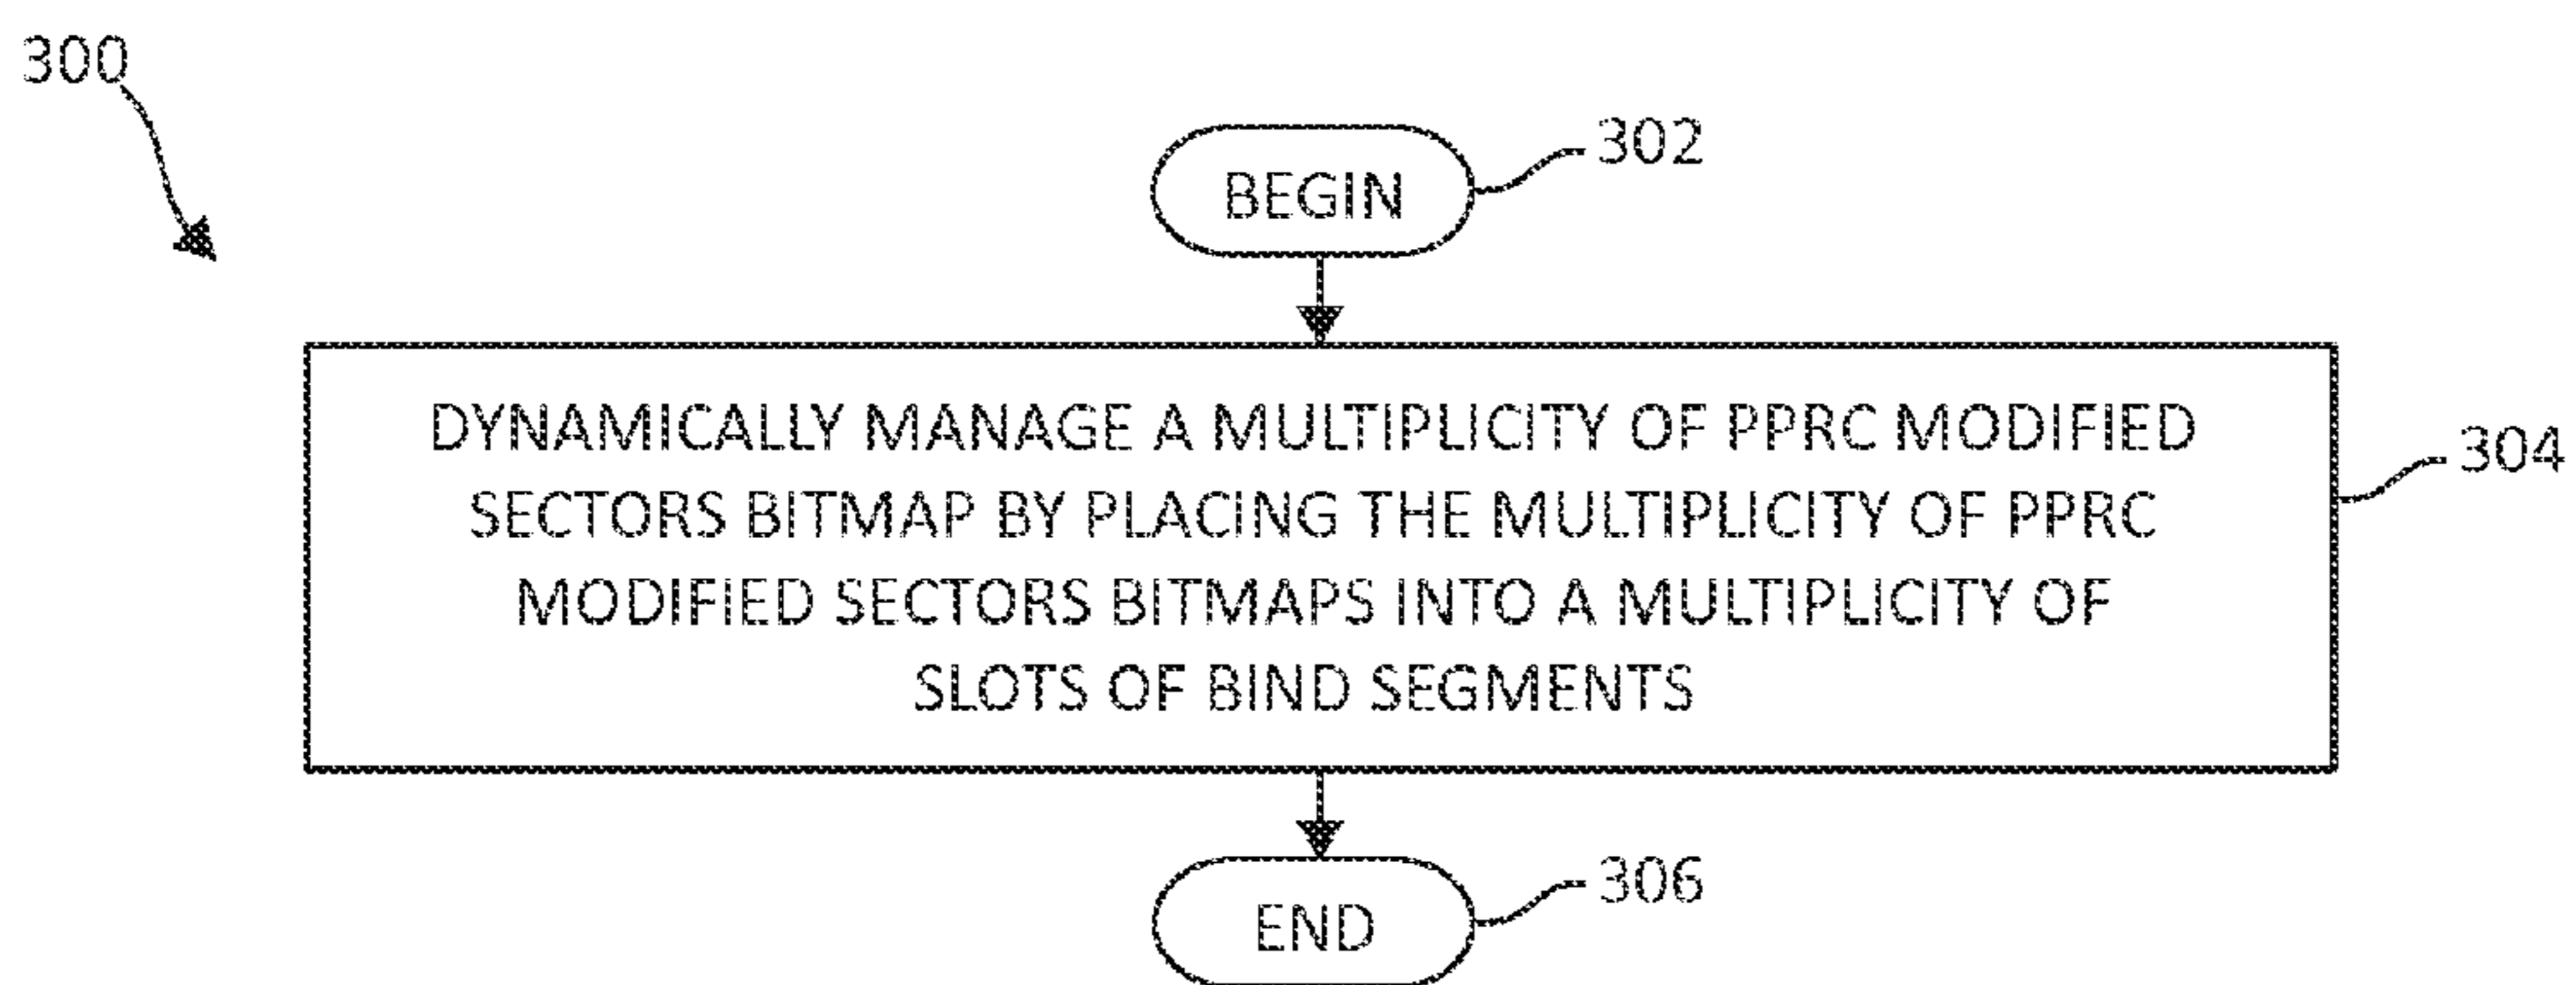 300
BEGIN
302
DYNAMICALLY MANAGE A MULTIPLICITY OF PPRC MODIFIED
SECTORS BITMAP BY PLACING THE MULTIPLICITY OF PPRC
MODIFIED SECTORS BITMAPS INTO A MULTIPLICITY OF
SLOTS OF BIND SEGMENTS
304
END
306